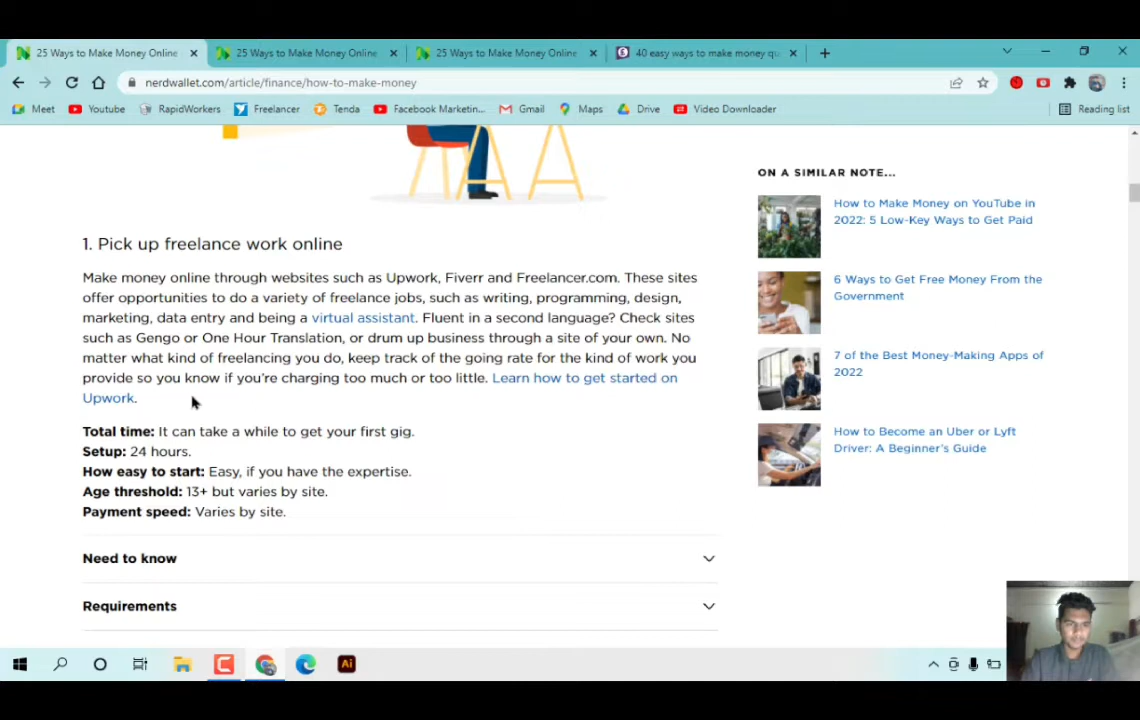 25 Ways to Make Money Online
25 Ways to Make Money Online
25 Ways to Make Money Online
40 easy ways to make money qu
nerdwallet.com/article/finance/how-to-make-money
Meet
Youtube
RapidWorkers
Freelancer
Tenda
Facebook Marketin...
Gmail
Maps
Drive
Video Downloader
Reading list
1. Pick up freelance work online
Make money online through websites such as Upwork, Fiverr and Freelancer.com. These sites
offer opportunities to do a variety of freelance jobs, such as writing, programming, design,
marketing, data entry and being a virtual assistant. Fluent in a second language? Check sites
such as Gengo or One Hour Translation, or drum up business through a site of your own. No
matter what kind of freelancing you do, keep track of the going rate for the kind of work you
provide so you know if you're charging too much or too little. Learn how to get started on
Upwork.
Total time: It can take a while to get your first gig.
Setup: 24 hours.
How easy to start: Easy, if you have the expertise.
Age threshold: 13+ but varies by site.
Payment speed: Varies by site.
Need to know
Requirements
ON A SIMILAR NOTE...
How to Make Money on YouTube in
2022: 5 Low-Key Ways to Get Paid
6 Ways to Get Free Money From the
Government
7 of the Best Money-Making Apps of
2022
How to Become an Uber or Lyft
Driver: A Beginner's Guide
Ai